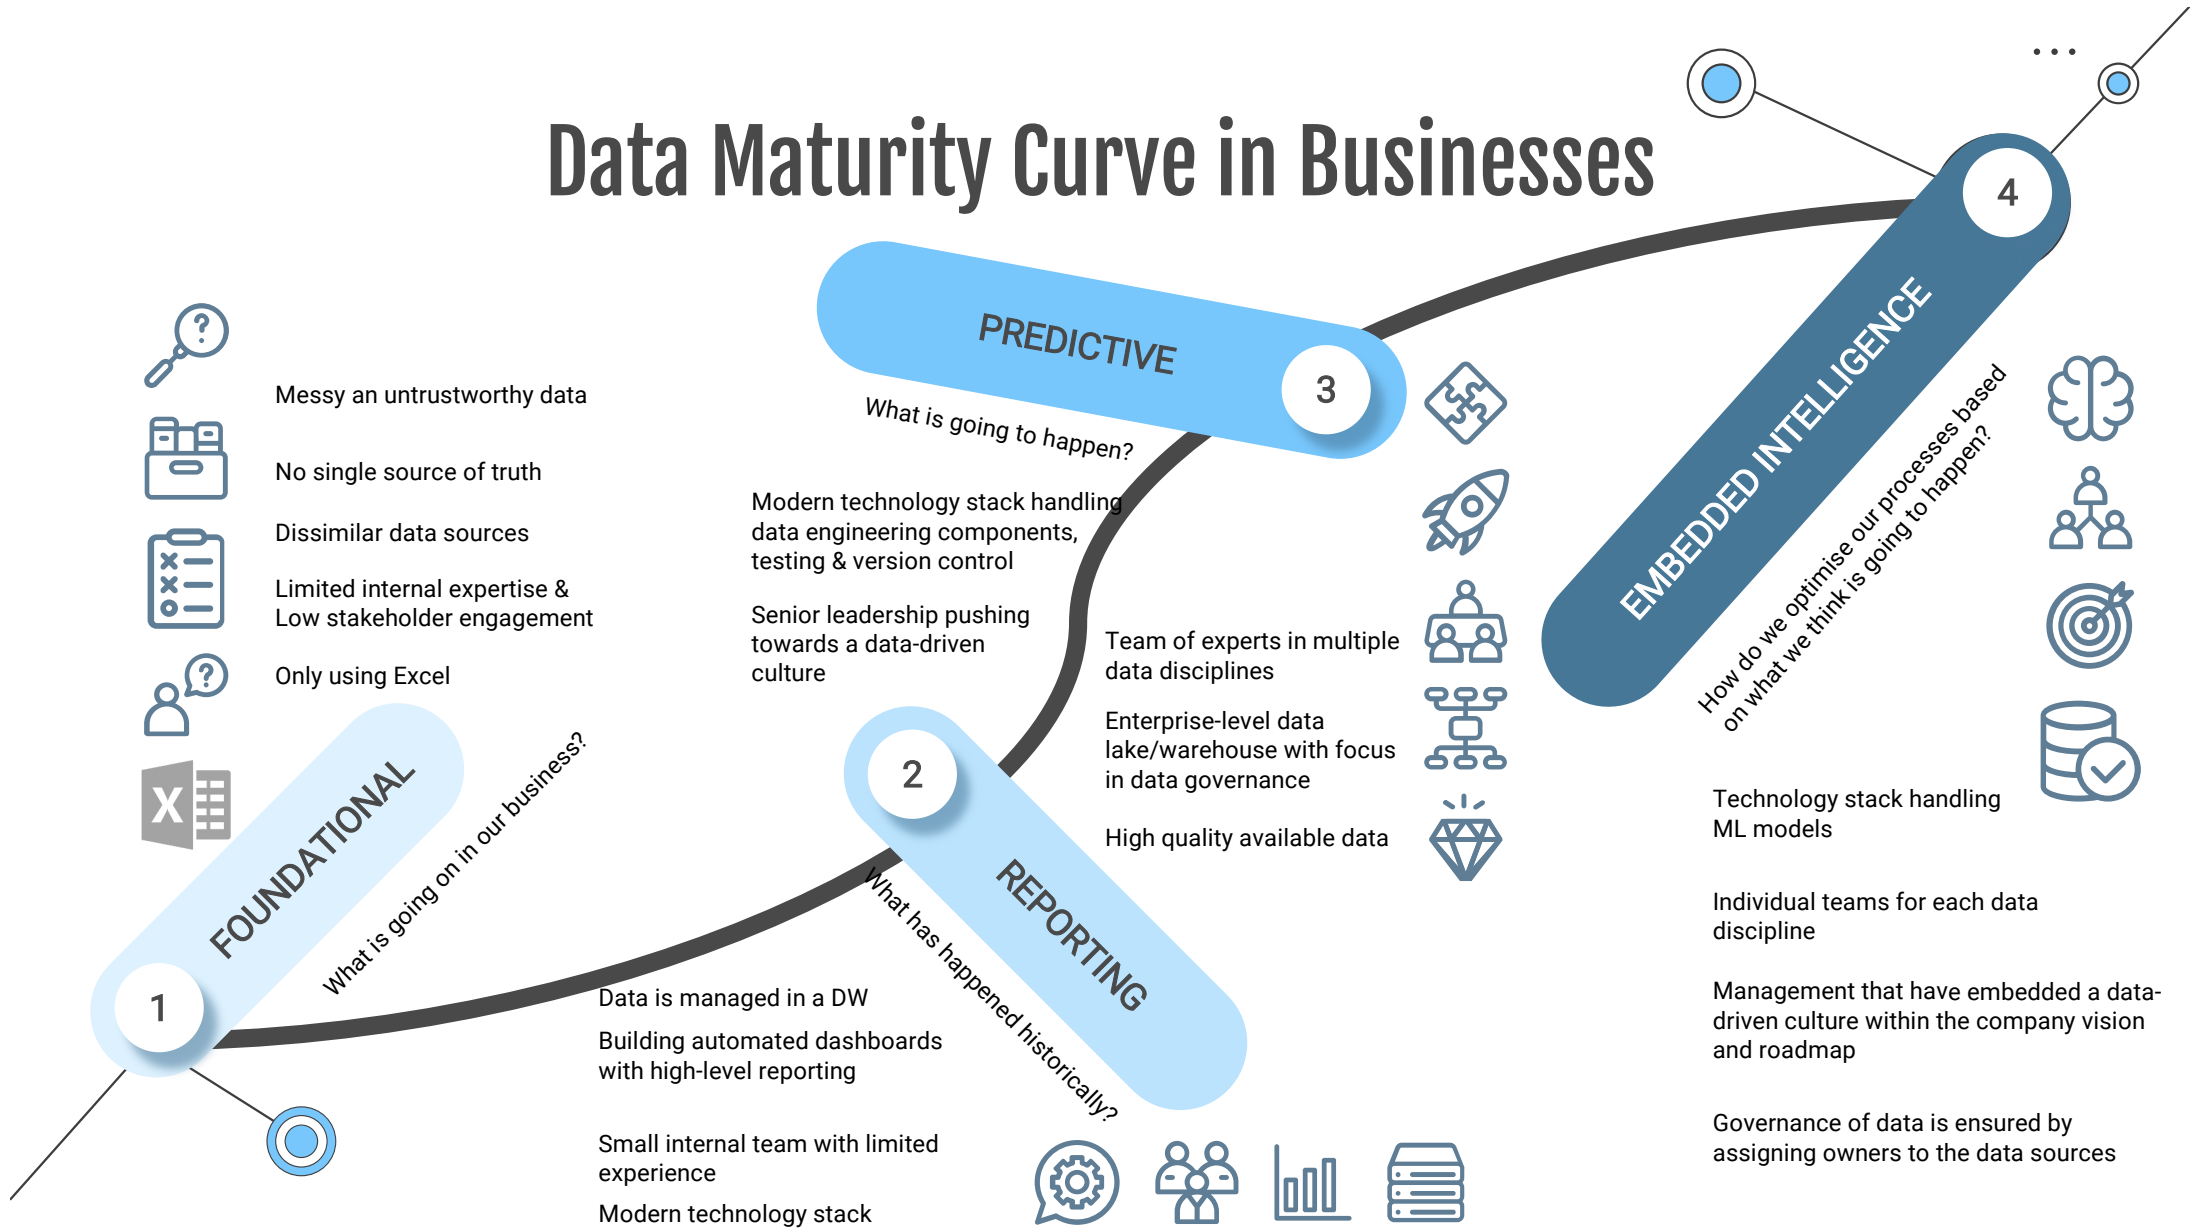 Data Maturity Curve in Businesses
Messy an untrustworthy data
No single source of truth
Dissimilar data sources
Limited internal expertise &
Low stakeholder engagement
Only using Excel
X
1
FOUNDATIONAL
What is going on in our business?
2
REPORTING
What has happened historically?
Data is managed in a DW
Building automated dashboards
with high-level reporting
Small internal team with limited
experience
Modern technology stack
PREDICTIVE
3
What is going to happen?
Modern technology stack handling
data engineering components,
testing & version control
Senior leadership pushing
towards a data-driven
culture
Team of experts in multiple
data disciplines
Enterprise-level data
lake/warehouse with focus
in data governance
High quality available data
4
EMBEDDED INTELLIGENCE
How do we optimise our processes based
on what we think is going to happen?
Technology stack handling
ML models
Individual teams for each data
discipline
Management that have embedded a data-
driven culture within the company vision
and roadmap
Governance of data is ensured by
assigning owners to the data sources